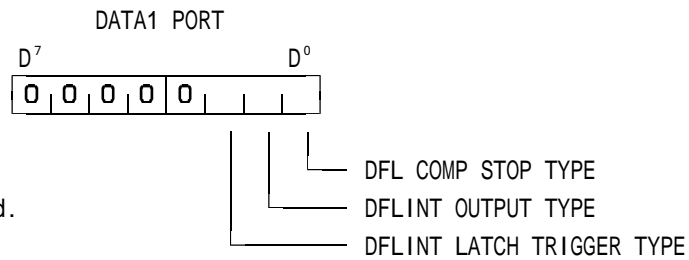 DATA1 PORT
D⁷ D⁰
0 0 0 0 0
DFL COMP STOP TYPE
d. DFLINT OUTPUT TYPE
DFLINT LATCH TRIGGER TYPE